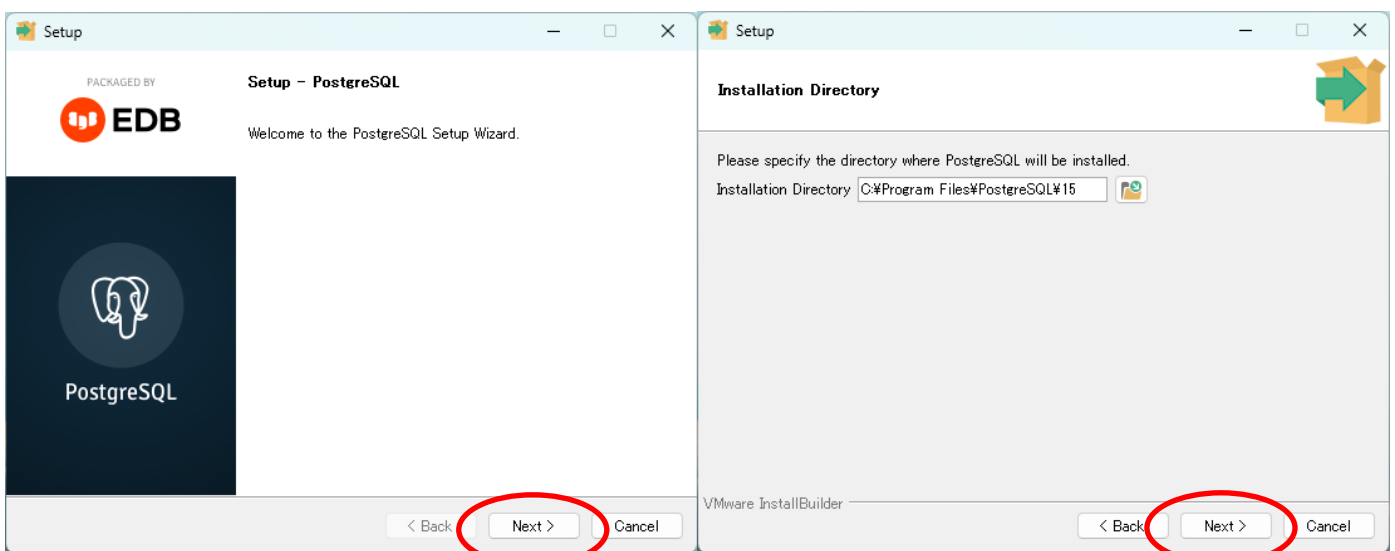 Setup
PACKAGED BY
EDB
Setup - PostgreSQL
Welcome to the PostgreSQL Setup Wizard.
PostgreSQL
< Back
Next >
Cancel
Setup
Installation Directory
Please specify the directory where PostgreSQL will be installed.
Installation Directory C:¥Program Files¥PostgreSQL¥15
VMware InstallBuilder
< Back
Next >
Cancel